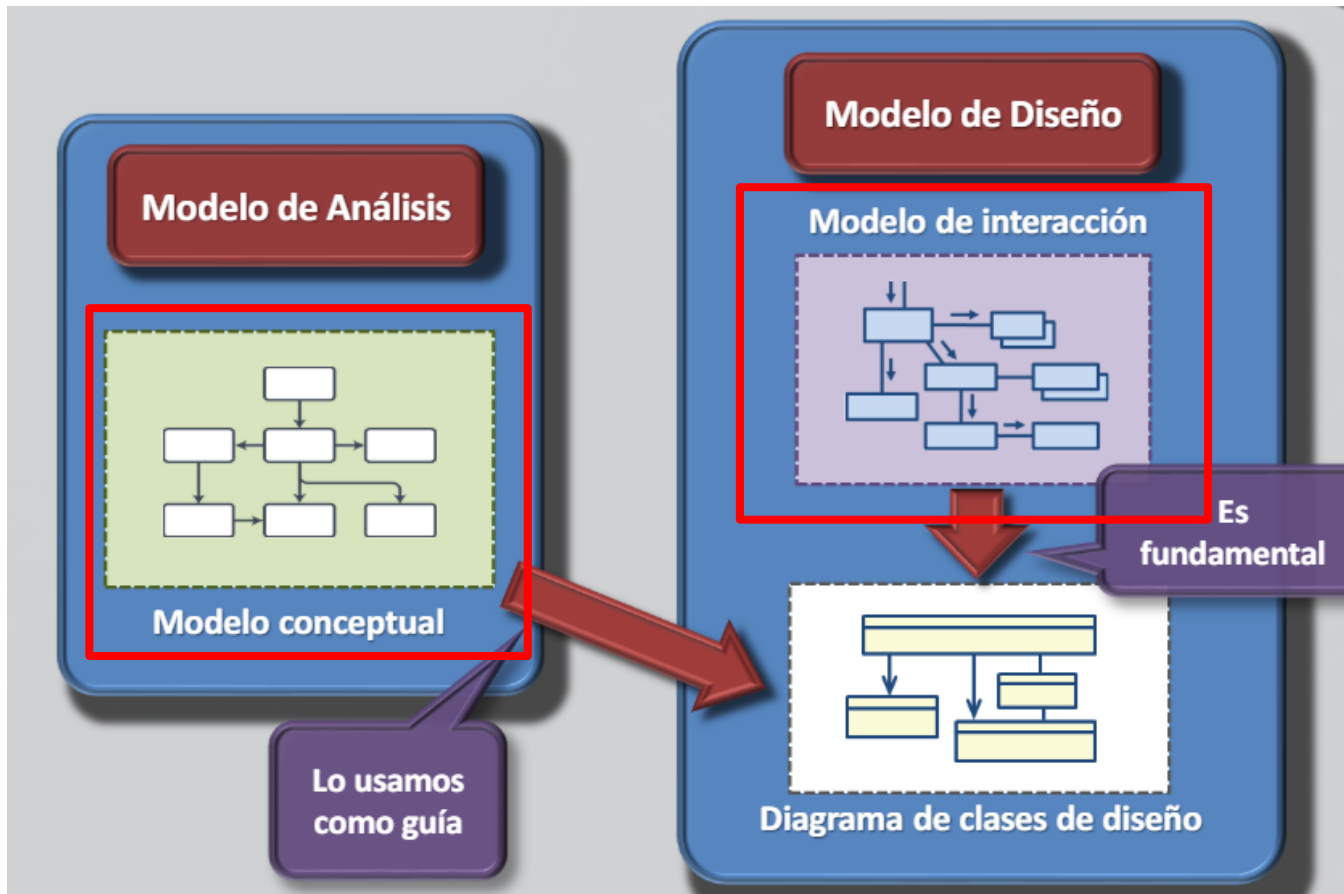 Modelo de Análisis
Modelo conceptual
Lo usamos
como guía
Modelo de Diseño
Modelo de interacción
Es
fundamental
Diagrama de clases de diseño